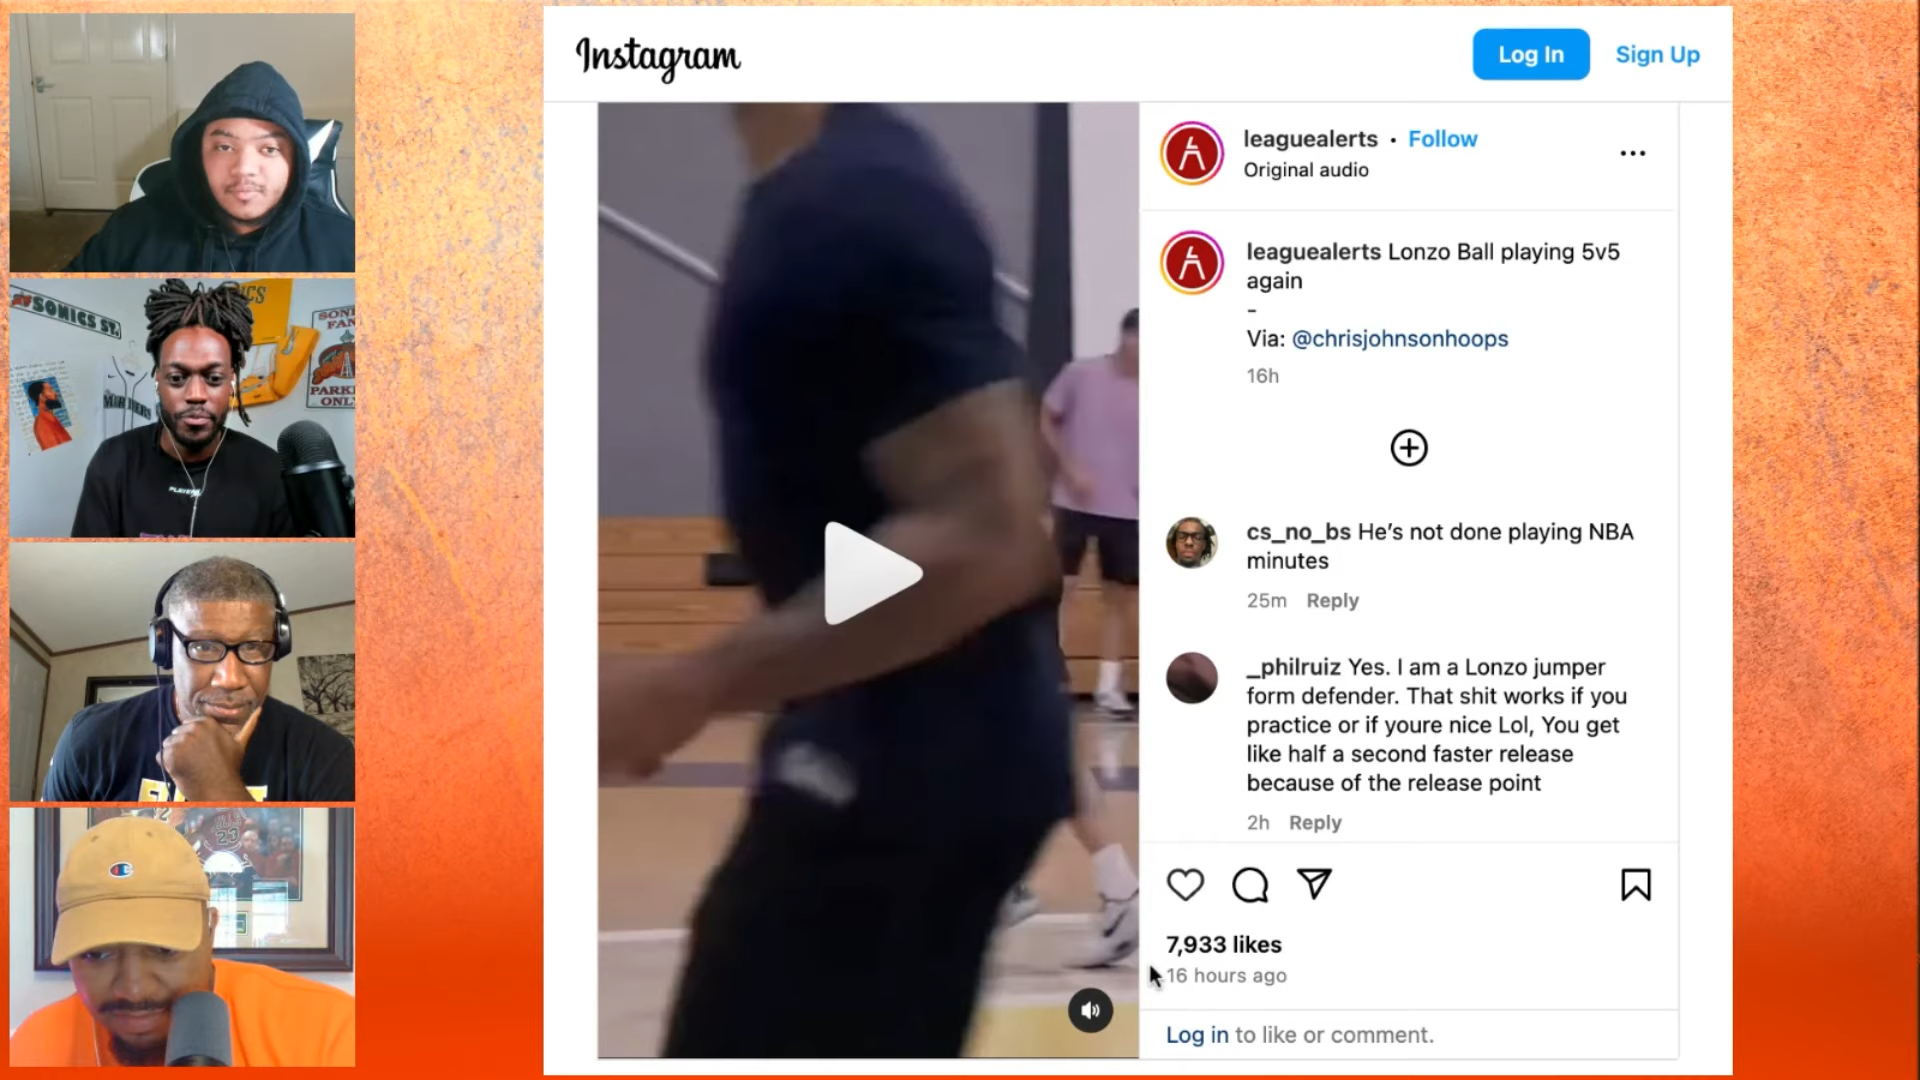 Instagram
Log In
Sign Up
leaguealerts • Follow
Original audio
leaguealerts Lonzo Ball playing 5v5
again
-
Via: @chrisjohnsonhoops
16h
cs_no_bs He’s not done playing NBA
minutes
25m Reply
_philruiz Yes. I am a Lonzo jumper
form defender. That shit works if you
practice or if youre nice Lol, You get
like half a second faster release
because of the release point
2h Reply
7,933 likes
16 hours ago
Log in to like or comment.
SONICS ST.
PARK
ONL
23